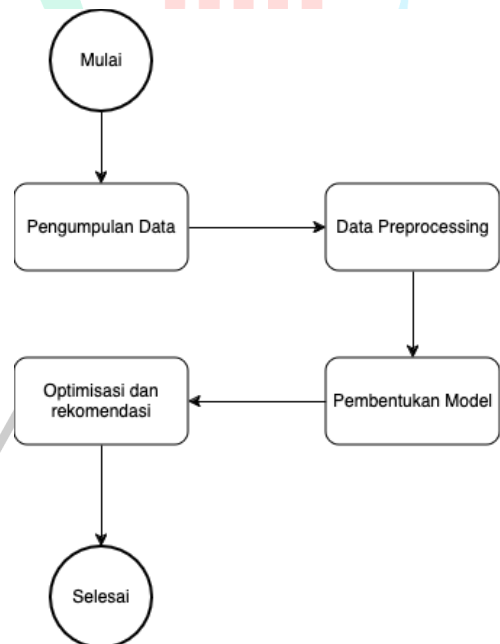 Mulai
Pengumpulan Data
Data Preprocessing
Pembentukan Model
Optimisasi dan
rekomendasi
Selesai